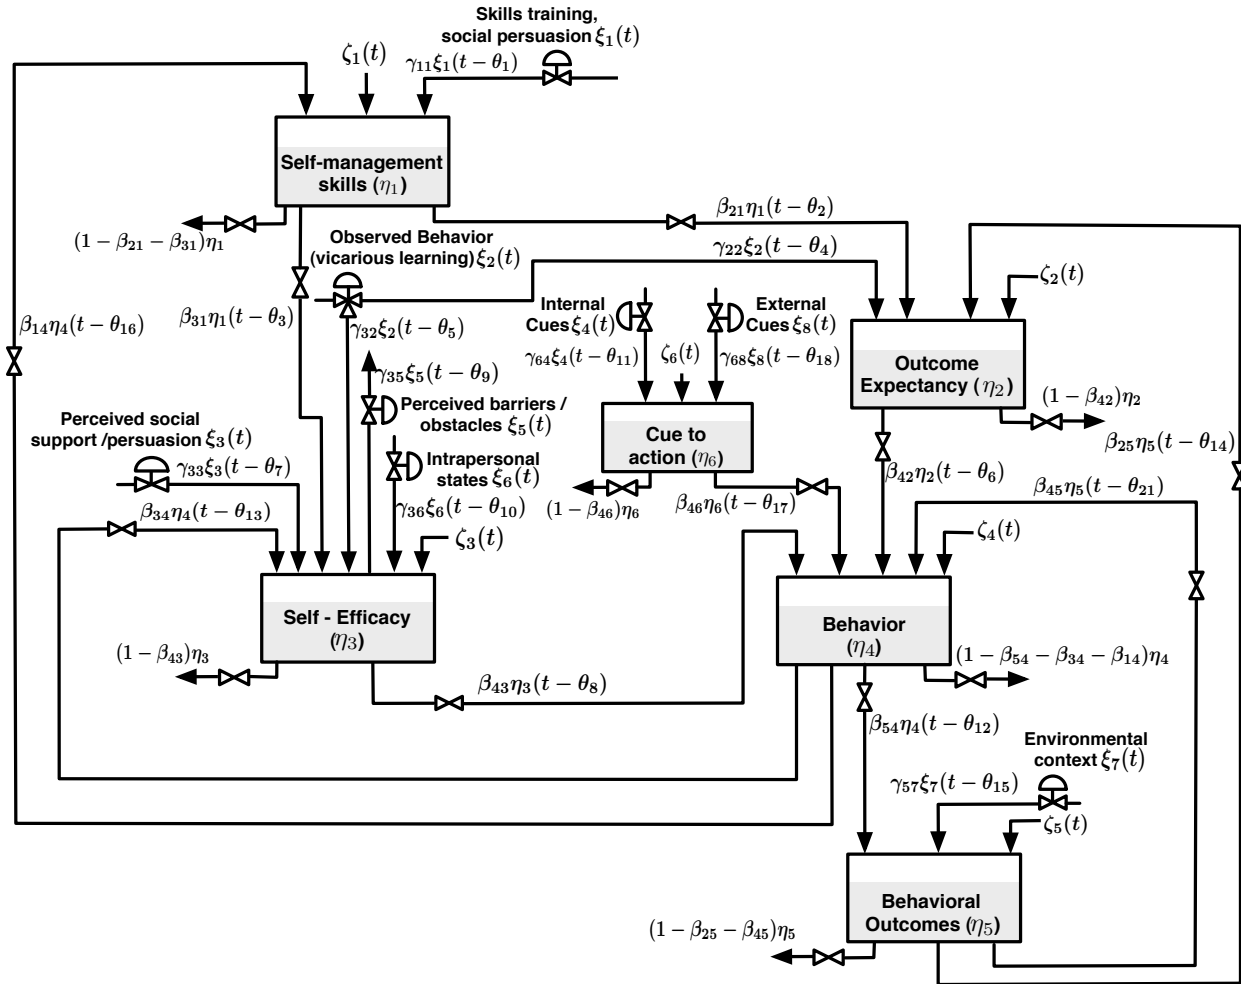 Skills training,
social persuasion ξ₁(t)
ζ₁(t)
γ₁₁ξ₁(t − θ₁)
Self-management
skills (η₁)
β₂₁η₁(t − θ₂)
(1 − β₂₁ − β₃₁)η₁
Observed Behavior
(vicarious learning) ξ₂(t)
γ₂₂ξ₂(t − θ₄)
ζ₂(t)
β₁₄η₄(t − θ₁₆)
β₃₁η₁(t − θ₃)
γ₃₂ξ₂(t − θ₅)
Internal
Cues ξ₄(t)
External
Cues ξ₈(t)
γ₆₄ξ₄(t − θ₁₁)
ζ₆(t)
γ₆₈ξ₈(t − θ₁₈)
γ₃₅ξ₅(t − θ₉)
Outcome
Expectancy (η₂)
Perceived barriers /
obstacles ξ₅(t)
(1 − β₄₂)η₂
Perceived social
support /persuasion ξ₃(t)
Cue to
action (η₆)
β₂₅η₅(t − θ₁₄)
γ₃₃ξ₃(t − θ₇)
Intrapersonal
states ξ₆(t)
β₄₂η₂(t − θ₆)
β₄₅η₅(t − θ₂₁)
β₃₄η₄(t − θ₁₃)
γ₃₆ξ₆(t − θ₁₀)
(1 − β₄₆)η₆
β₄₆η₆(t − θ₁₇)
ζ₃(t)
ζ₄(t)
Self - Efficacy
(η₃)
Behavior
(η₄)
(1 − β₄₃)η₃
(1 − β₅₄ − β₃₄ − β₁₄)η₄
β₄₃η₃(t − θ₈)
β₅₄η₄(t − θ₁₂)
Environmental
context ξ₇(t)
γ₅₇ξ₇(t − θ₁₅)
ζ₅(t)
Behavioral
Outcomes (η₅)
(1 − β₂₅ − β₄₅)η₅